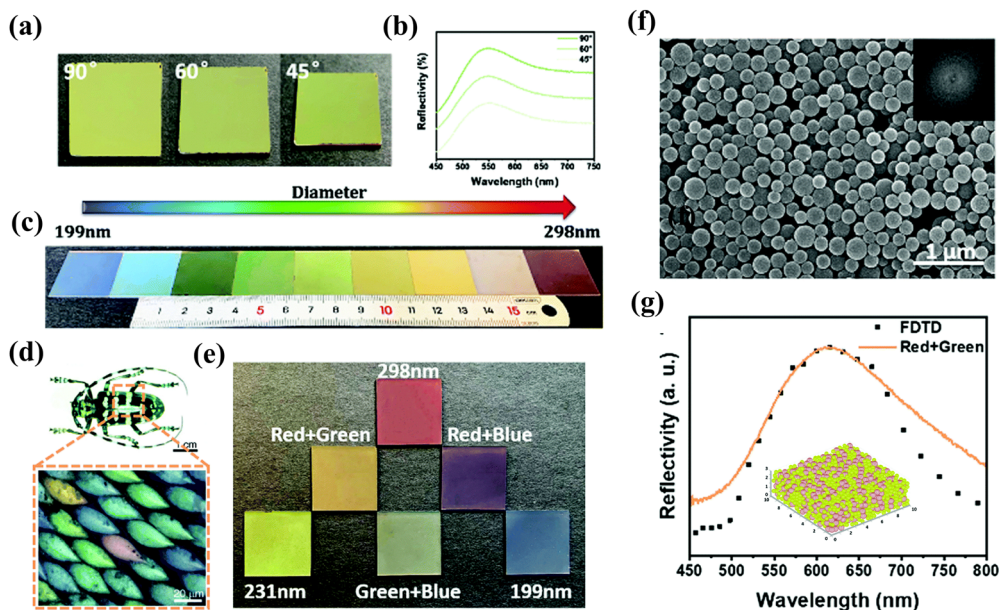 (a)
90°
60°
45°
(b)
90°
60°
45°
Reflectivity (%)
450 500 550 600 650 700 750
Wavelength (nm)
Diameter
199nm
298nm
(c)
1 2 3 4 5 6 7 8 9 10 11 12 13 14 15
(d)
1 cm
20 μm
(e)
298nm
Red+Green
Red+Blue
231nm
Green+Blue
199nm
(f)
1 μm
(g)
FDTD
Red+Green
Reflectivity (a. u.)
450 500 550 600 650 700 750 800
Wavelength (nm)